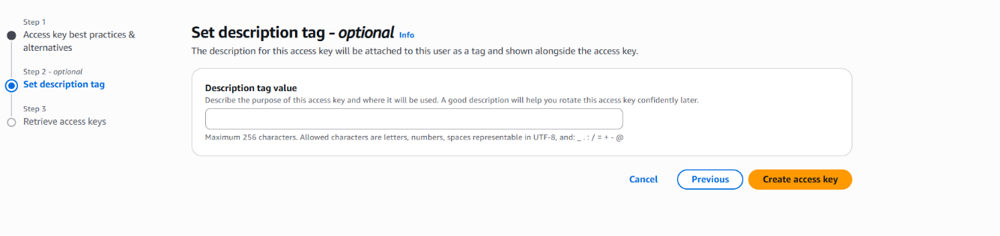 Step 1
Access key best practices &
alternatives
Step 2 - optional
Set description tag
Step 3
Retrieve access keys
Set description tag - optional Info
The description for this access key will be attached to this user as a tag and shown alongside the access key.
Description tag value
Describe the purpose of this access key and where it will be used. A good description will help you rotate this access key confidently later.
Maximum 256 characters. Allowed characters are letters, numbers, spaces representable in UTF-8, and: _ . : / = + - @
Cancel Previous Create access key